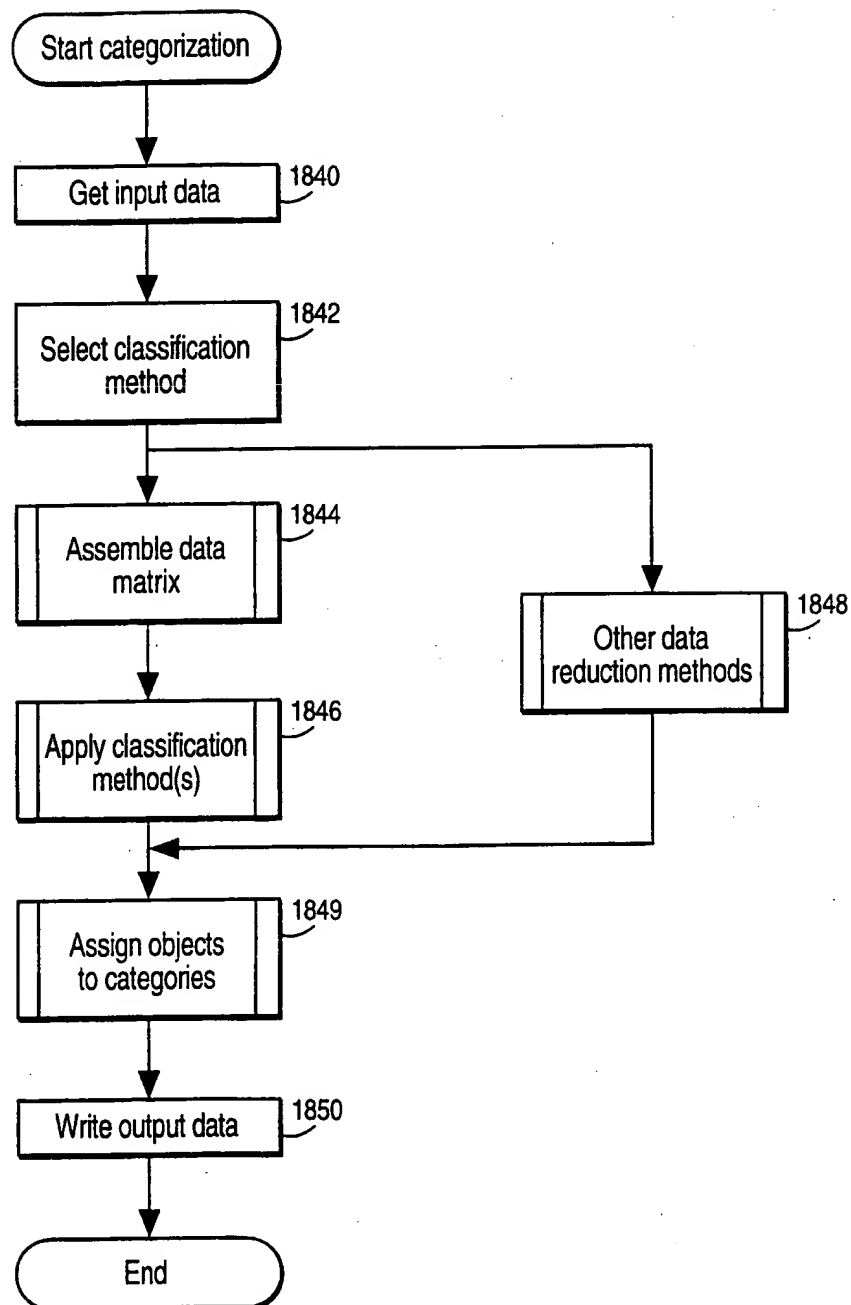 Start categorization
Get input data
1840
Select classification
method
1842
Assemble data
matrix
1844
Other data
reduction methods
1848
Apply classification
method(s)
1846
Assign objects
to categories
1849
Write output data
1850
End